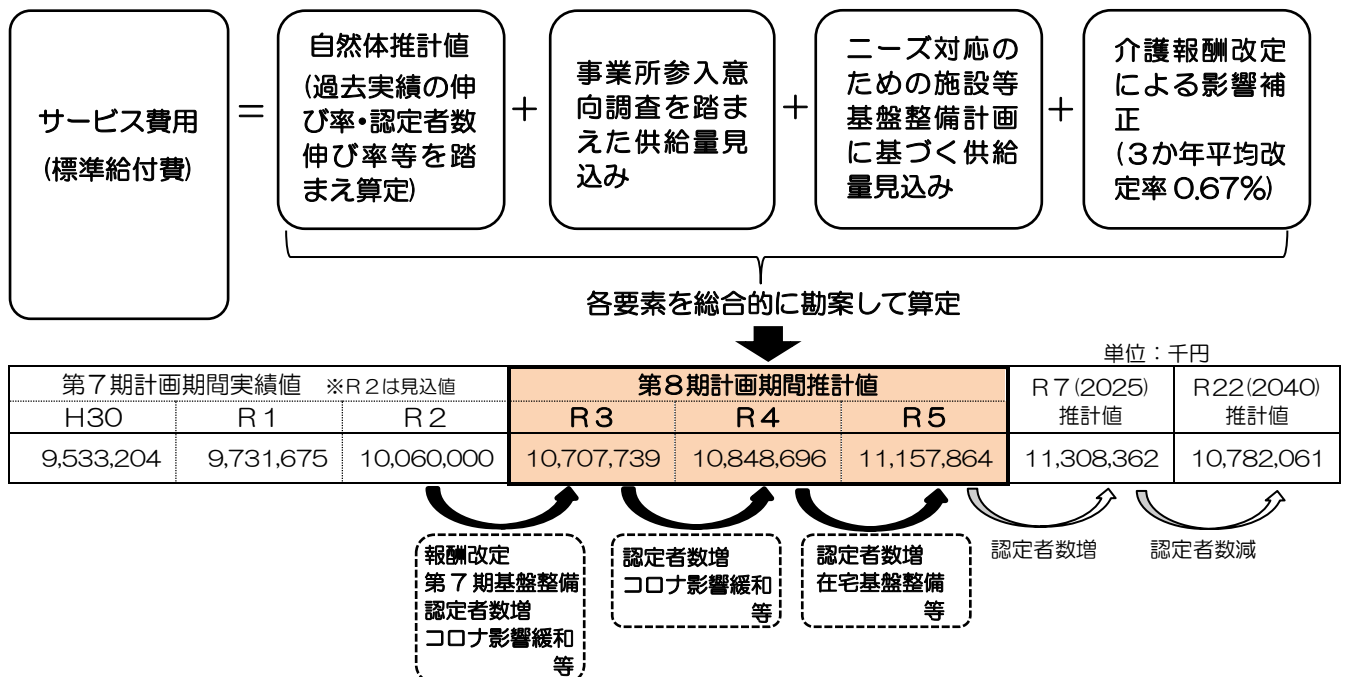 サービス費用
(標準給付費)
＝
自然体推計値
(過去実績の伸
び率・認定者数
伸び率等を踏
まえ算定)
＋
事業所参入意
向調査を踏ま
えた供給量見
込み
＋
ニーズ対応の
ための施設等
基盤整備計画
に基づく供給
量見込み
＋
介護報酬改定
による影響補
正
(３か年平均改
定率 0.67%)
各要素を総合的に勘案して算定
単位：千円
第７期計画期間実績値 ※R２は見込値
第８期計画期間推計値
R７(2025)
推計値
R22(2040)
推計値
H30 R１ R２ R３ R４ R５
9,533,204 9,731,675 10,060,000 10,707,739 10,848,696 11,157,864 11,308,362 10,782,061
報酬改定
第７期基盤整備
認定者数増
コロナ影響緩和
等
認定者数増
コロナ影響緩和
等
認定者数増
在宅基盤整備
等
認定者数増
認定者数減